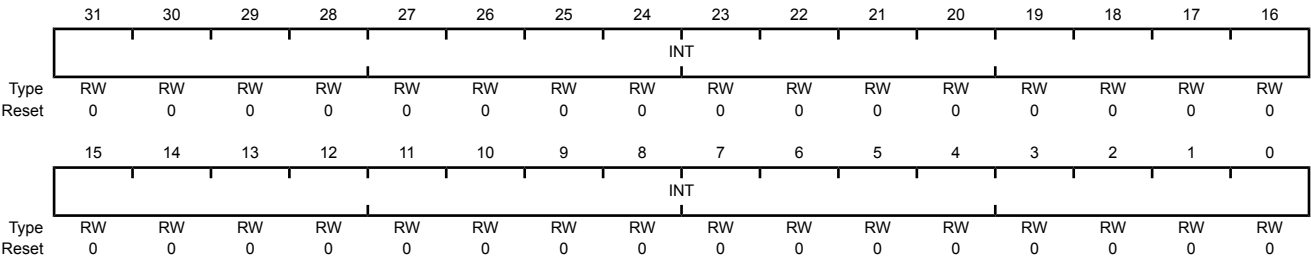 31 30 29 28 27 26 25 24 23 22 21 20 19 18 17 16
INT
Type RW RW RW RW RW RW RW RW RW RW RW RW RW RW RW RW
Reset 0 0 0 0 0 0 0 0 0 0 0 0 0 0 0 0
15 14 13 12 11 10 9 8 7 6 5 4 3 2 1 0
INT
Type RW RW RW RW RW RW RW RW RW RW RW RW RW RW RW RW
Reset 0 0 0 0 0 0 0 0 0 0 0 0 0 0 0 0